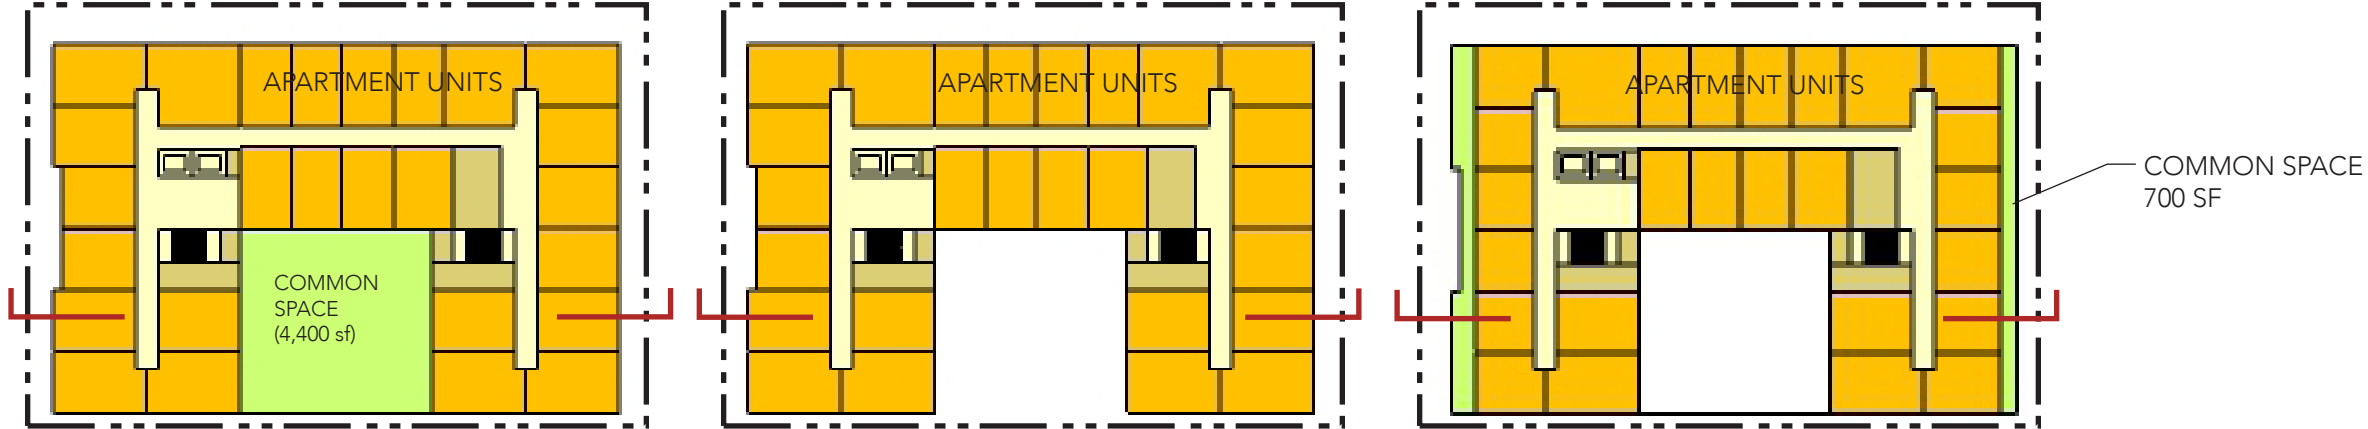 APARTMENT UNITS
COMMON
SPACE
(4,400 sf)
APARTMENT UNITS
APARTMENT UNITS
COMMON SPACE
700 SF